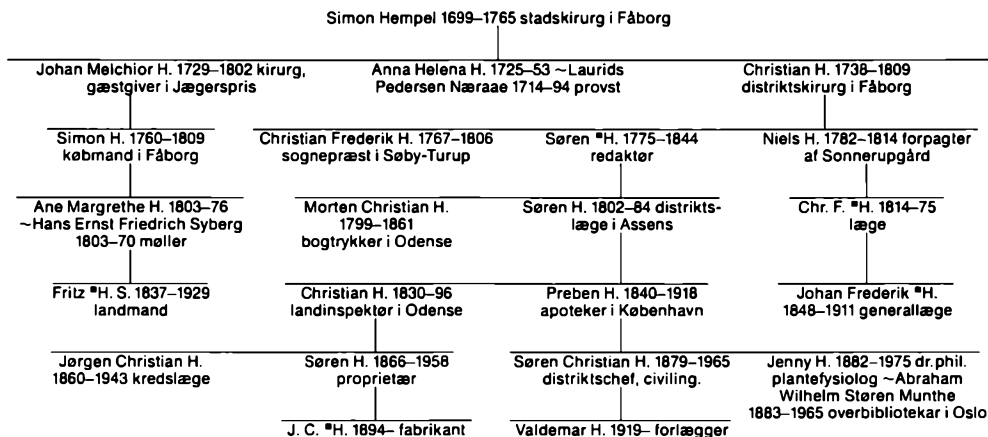 Simon Hempel 1699–1765 stadskirurg i Fåborg
Johan Melchior H. 1729–1802 kirurg,
gæstgiver i Jægerspris
Anna Helena H. 1725–53 ~Laurids
Pedersen Næraae 1714–94 provst
Christian H. 1738–1809
distriktskirurg i Fåborg
Simon H. 1760–1809
købmand i Fåborg
Christian Frederik H. 1767–1806
sognepræst i Søby-Turup
Søren *H. 1775–1844
redaktør
Niels H. 1782–1814 forpagter
af Sonnerupgård
Ane Margrethe H. 1803–76
~Hans Ernst Friedrich Syberg
1803–70 møller
Morten Christian H.
1799–1861
bogtrykker i Odense
Søren H. 1802–84 distrikts-
læge i Assens
Chr. F. *H. 1814–75
læge
Fritz *H. S. 1837–1929
landmand
Christian H. 1830–96
landinspektør i Odense
Preben H. 1840–1918
apoteker i København
Johan Frederik *H.
1848–1911 generallæge
Jørgen Christian H.
1860–1943 kredslæge
Søren H. 1866–1958
proprietær
Søren Christian H. 1879–1965
distriktschef, civiling.
Jenny H. 1882–1975 dr. phil.
plantefysiolog ~Abraham
Wilhelm Støren Munthe
1883–1965 overbibliotekar i Oslo
J. C. *H. 1894– fabrikant
Valdemar H. 1919– forlægger